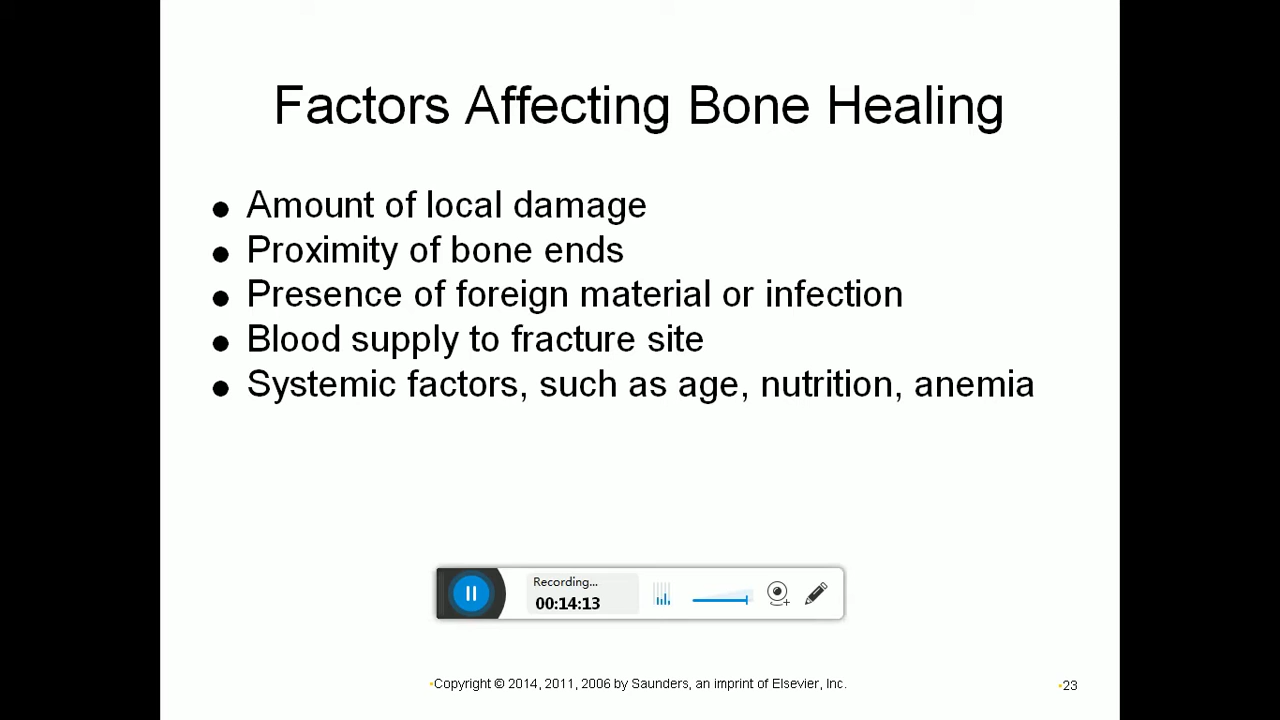 Factors Affecting Bone Healing
● Amount of local damage
● Proximity of bone ends
● Presence of foreign material or infection
● Blood supply to fracture site
● Systemic factors, such as age, nutrition, anemia
Recording...
00:14:13
•Copyright © 2014, 2011, 2006 by Saunders, an imprint of Elsevier, Inc.
•23